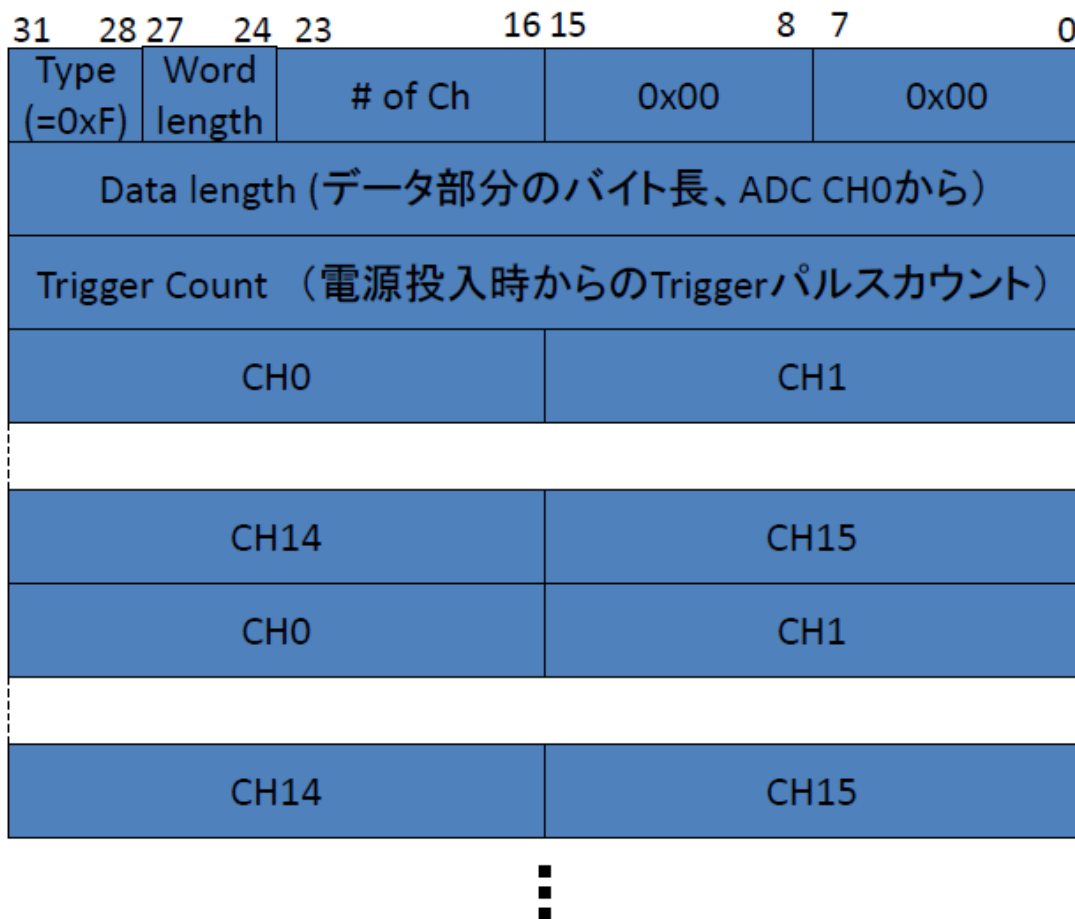 31 28 27 24 23 16 15 8 7 0
Type (=0xF) Word length # of Ch 0x00 0x00
Data length (データ部分のバイト長、ADC CH0から)
Trigger Count （電源投入時からのTriggerパルスカウント）
CH0 CH1
CH14 CH15
CH0 CH1
CH14 CH15